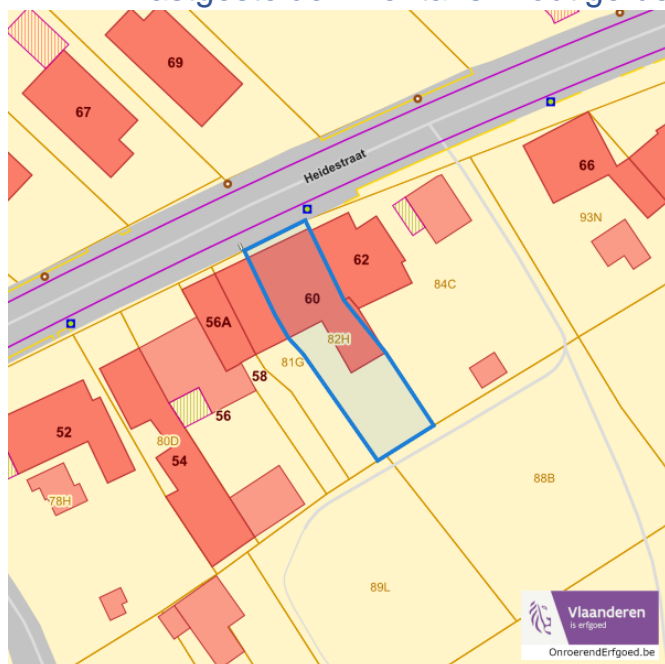 69
67
Heidestraat
66
93N
62
84C
60
56A
82H
81G
58
56
52
80D
54
78H
88B
89L
Vlaanderen
is erfgoed
OnroerendErfgoed.be